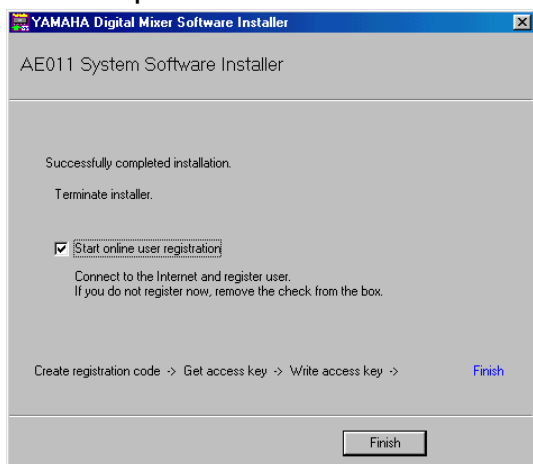 YAMAHA Digital Mixer Software Installer
AE011 System Software Installer
Successfully completed installation.
Terminate installer.
Start online user registration
Connect to the Internet and register user.
If you do not register now, remove the check from the box.
Create registration code -> Get access key -> Write access key -> Finish
Finish